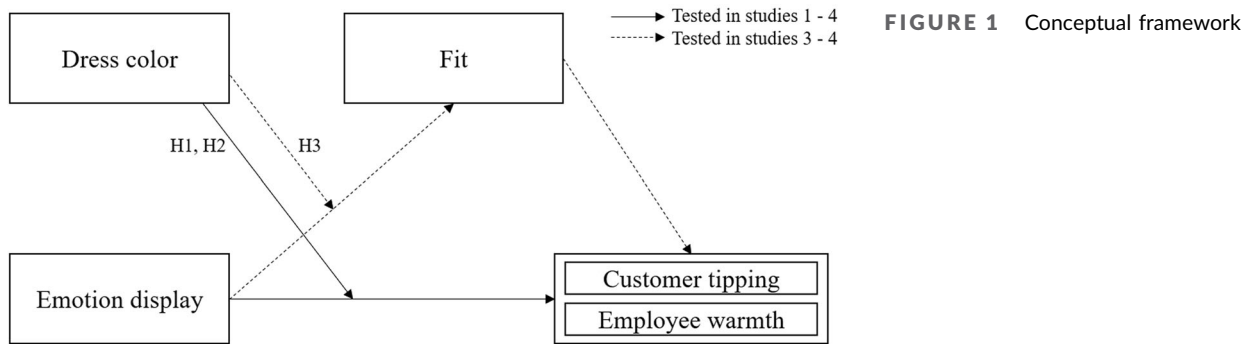 Tested in studies 1 - 4
Tested in studies 3 - 4
FIGURE 1 Conceptual framework
Dress color
Fit
H1, H2
H3
Emotion display
Customer tipping
Employee warmth